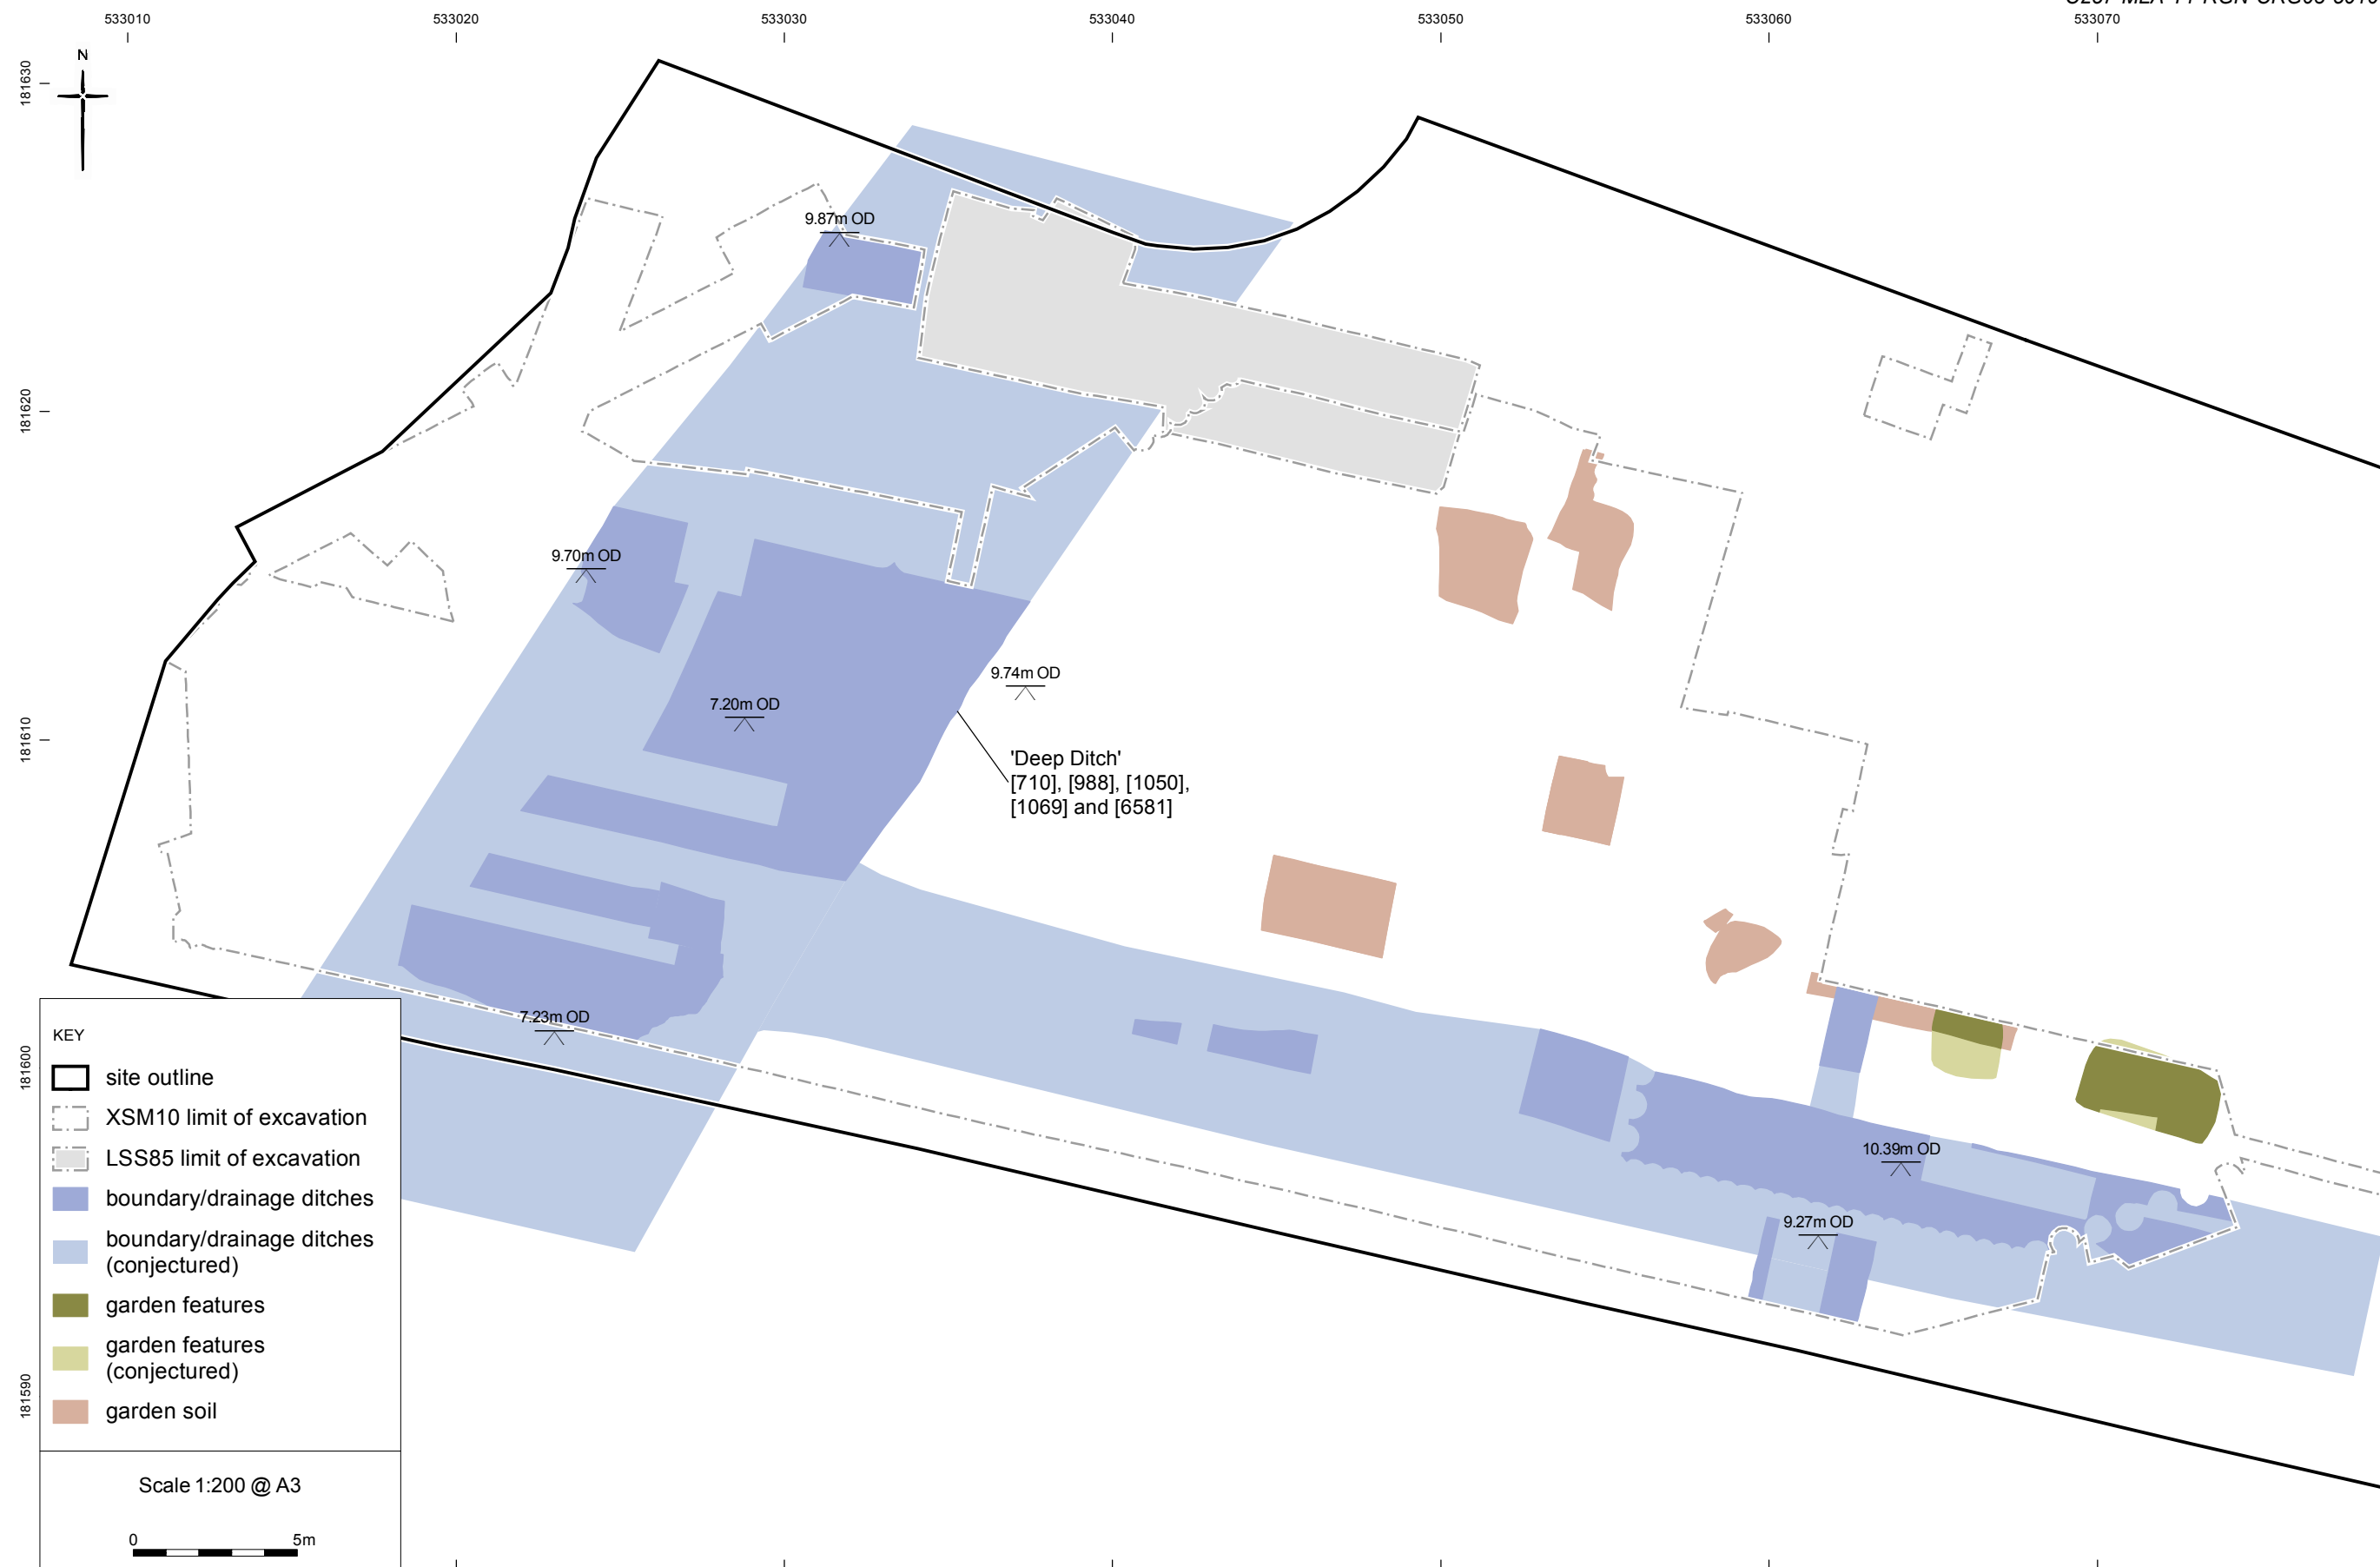 533010 533020 533030 533040 533050 533060 533070
N
181630
181620
181610
181600
181590
9.87m OD
9.70m OD
9.74m OD
7.20m OD
'Deep Ditch'
[710], [988], [1050],
[1069] and [6581]
7.23m OD
10.39m OD
9.27m OD
KEY
site outline
XSM10 limit of excavation
LSS85 limit of excavation
boundary/drainage ditches
boundary/drainage ditches
(conjectured)
garden features
garden features
(conjectured)
garden soil
Scale 1:200 @ A3
0 5m